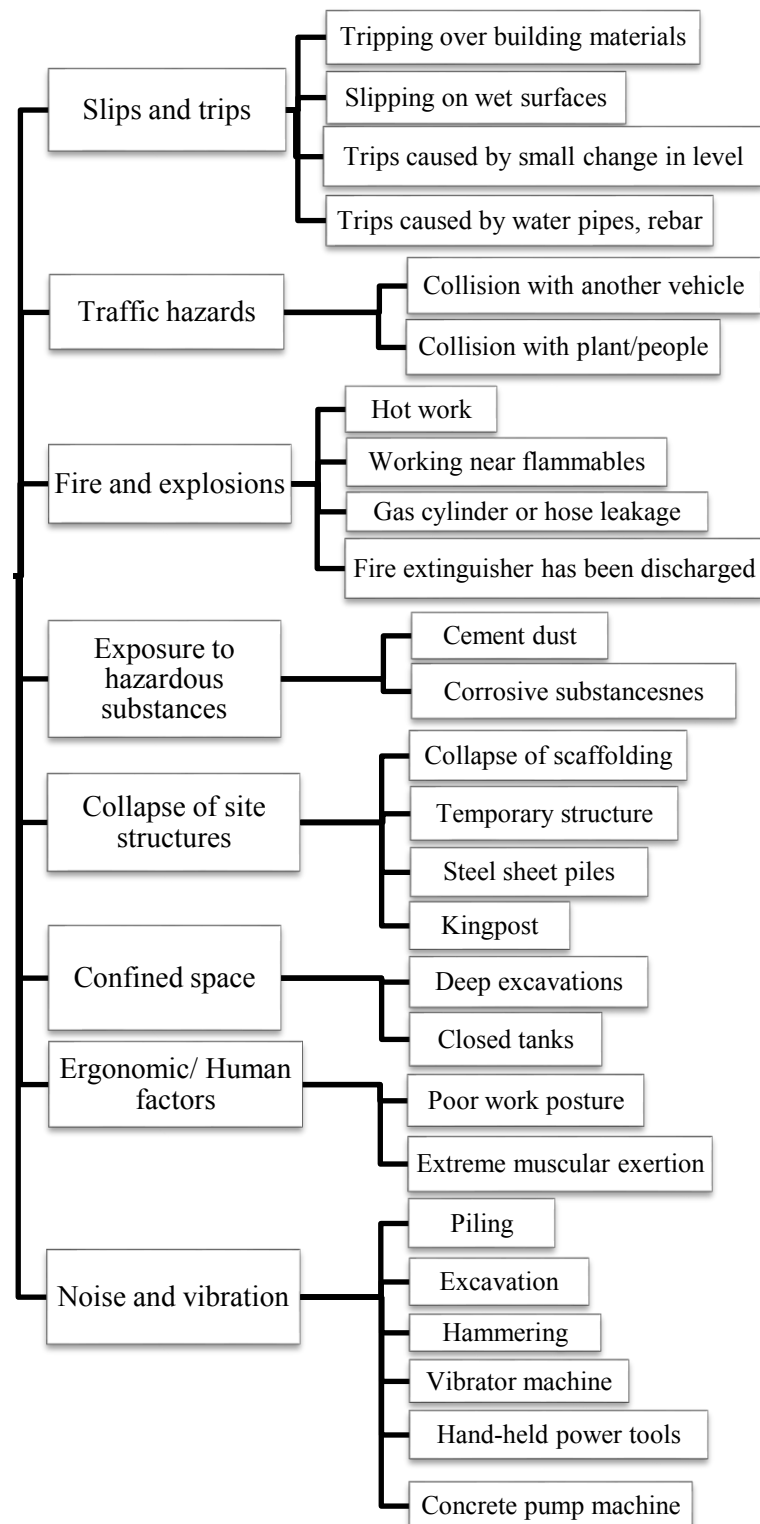 Slips and trips
Tripping over building materials
Slipping on wet surfaces
Trips caused by small change in level
Trips caused by water pipes, rebar
Traffic hazards
Collision with another vehicle
Collision with plant/people
Fire and explosions
Hot work
Working near flammables
Gas cylinder or hose leakage
Fire extinguisher has been discharged
Exposure to
hazardous
substances
Cement dust
Corrosive substancesnes
Collapse of site
structures
Collapse of scaffolding
Temporary structure
Steel sheet piles
Kingpost
Confined space
Deep excavations
Closed tanks
Ergonomic/ Human
factors
Poor work posture
Extreme muscular exertion
Noise and vibration
Piling
Excavation
Hammering
Vibrator machine
Hand-held power tools
Concrete pump machine